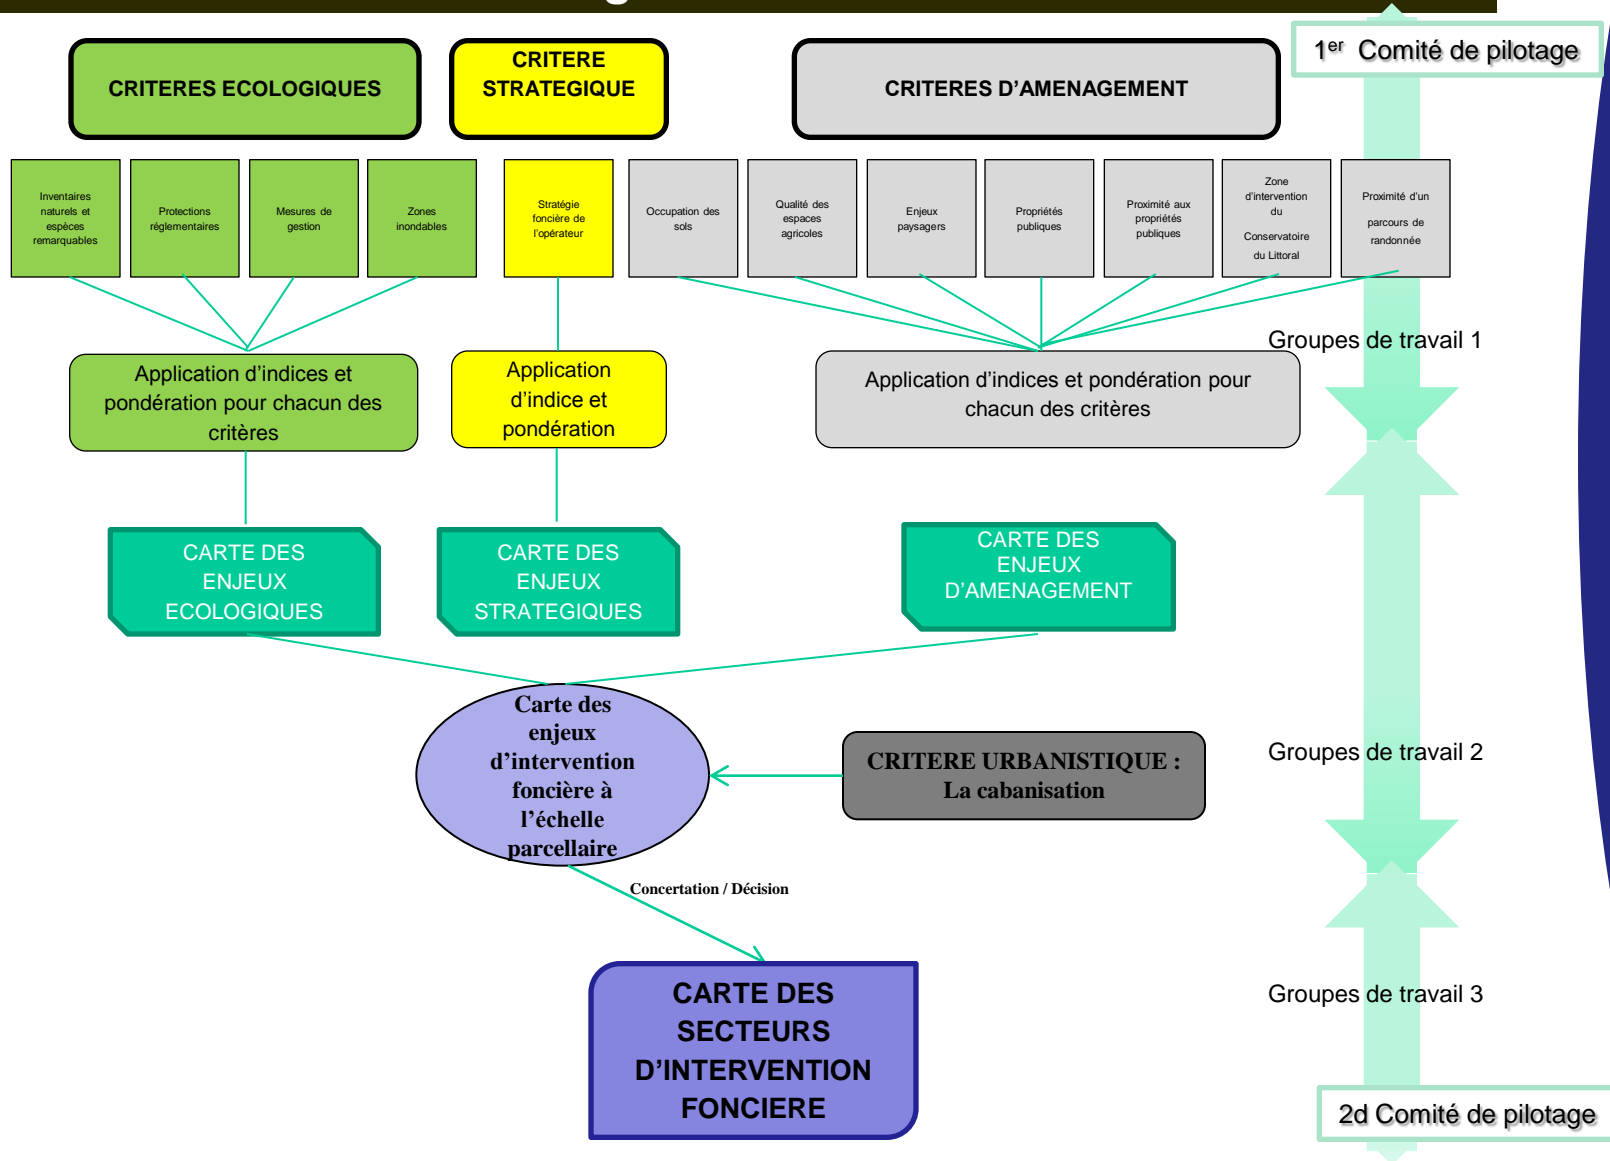 CRITERES ECOLOGIQUES
CRITERE
STRATEGIQUE
CRITERES D'AMENAGEMENT
1er Comité de pilotage
Inventaires
naturels et
espèces
remarquables
Protections
réglementaires
Mesures de
gestion
Zones
inondables
Stratégie
foncière de
l'opérateur
Occupation des
sols
Qualité des
espaces
agricoles
Enjeux
paysagers
Propriétés
publiques
Proximité aux
propriétés
publiques
Zone
d'intervention
du
Conservatoire
du Littoral
Proximité d'un
parcours de
randonnée
Groupes de travail 1
Application d'indices et
pondération pour chacun des
critères
Application
d'indice et
pondération
Application d'indices et pondération pour
chacun des critères
CARTE DES
ENJEUX
ECOLOGIQUES
CARTE DES
ENJEUX
STRATEGIQUES
CARTE DES
ENJEUX
D'AMENAGEMENT
Carte des
enjeux
d'intervention
foncière à
l'échelle
parcellaire
CRITERE URBANISTIQUE :
La cabanisation
Groupes de travail 2
Concertation / Décision
CARTE DES
SECTEURS
D'INTERVENTION
FONCIERE
Groupes de travail 3
2d Comité de pilotage